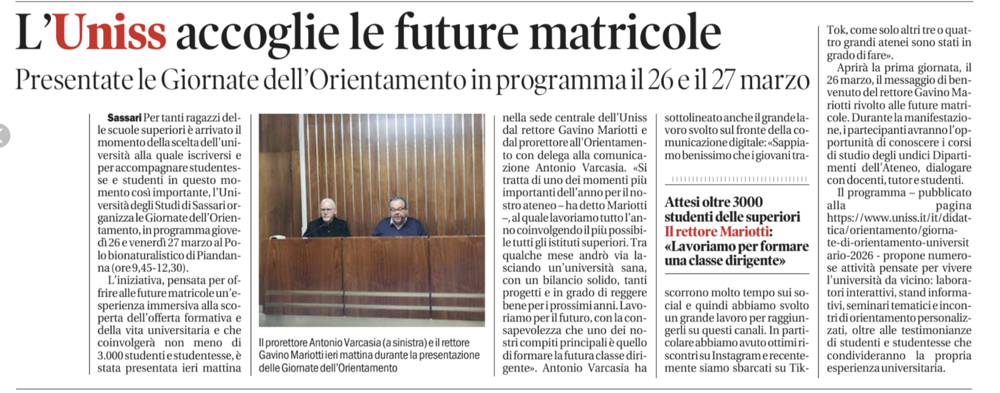 L'Uniss accoglie le future matricole
Presentate le Giornate dell'Orientamento in programma il 26 e il 27 marzo
Sassari Per tanti ragazzi del-
le scuole superiori è arrivato il
momento della scelta dell'uni-
versità alla quale iscriversi e
per accompagnare studentes-
se e studenti in questo mo-
mento così importante, l'Uni-
versità degli Studi di Sassari or-
ganizza le Giornate dell'Orien-
tamento, in programma giove-
dì 26 e venerdì 27 marzo al Po-
lo bionaturalistico di Piandan-
na (ore 9,45-12,30).
L'iniziativa, pensata per of-
frire alle future matricole un'e-
sperienza immersiva alla sco-
perta dell'offerta formativa e
della vita universitaria e che
coinvolgerà non meno di
3.000 studenti e studentesse, è
stata presentata ieri mattina
Il prorettore Antonio Varcasia (a sinistra) e il rettore
Gavino Mariotti ieri mattina durante la presentazione
delle Giornate dell'Orientamento
nella sede centrale dell'Uniss
dal rettore Gavino Mariotti e
dal prorettore all'Orientamen-
to con delega alla comunica-
zione Antonio Varcasia. «Si
tratta di uno dei momenti più
importanti dell'anno per il no-
stro ateneo – ha detto Mariotti
–, al quale lavoriamo tutto l'an-
no coinvolgendo il più possibi-
le tutti gli istituti superiori. Tra
qualche mese andrò via la-
sciando un'università sana,
con un bilancio solido, tanti
progetti e in grado di reggere
bene per i prossimi anni. Lavo-
riamo per il futuro, con la con-
sapevolezza che uno dei no-
stri compiti principali è quello
di formare la futura classe diri-
gente». Antonio Varcasia ha
sottolineato anche il grande la-
voro svolto sul fronte della co-
municazione digitale: «Sappia-
mo benissimo che i giovani tra-
Attesi oltre 3000
studenti delle superiori
Il rettore Mariotti:
«Lavoriamo per formare
una classe dirigente»
scorrono molto tempo sui so-
cial e quindi abbiamo svolto
un grande lavoro per raggiun-
gerli su questi canali. In parti-
colare abbiamo avuto ottimi ri-
scontri su Instagram e recente-
mente siamo sbarcati su Tik-
Tok, come solo altri tre o quat-
tro grandi atenei sono stati in
grado di fare».
Aprirà la prima giornata, il
26 marzo, il messaggio di ben-
venuto del rettore Gavino Ma-
riotti rivolto alle future matri-
cole. Durante la manifestazio-
ne, i partecipanti avranno l'op-
portunità di conoscere i corsi
di studio degli undici Diparti-
menti dell'Ateneo, dialogare
con docenti, tutor e studenti.
Il programma – pubblicato
alla pagina
https://www.uniss.it/it/didat-
tica/orientamento/giorna-
te-di-orientamento-universit
ario-2026 - propone numero-
se attività pensate per vivere
l'università da vicino: labora-
tori interattivi, stand informa-
tivi, seminari tematici e incon-
tri di orientamento personaliz-
zati, oltre alle testimonianze
di studenti e studentesse che
condivideranno la propria
esperienza universitaria.